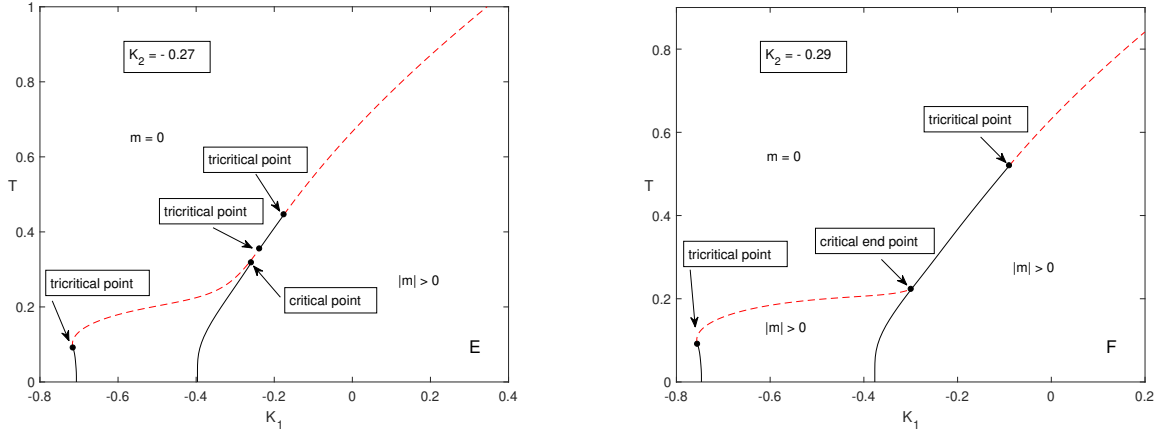 1
0.8
0.6
0.4
0.2
0
T
-0.8
-0.6
-0.4
-0.2
0
0.2
0.4
K1
K2 = - 0.27
m = 0
tricritical point
tricritical point
tricritical point
critical point
|m| > 0
E
0.8
0.6
0.4
0.2
0
T
-0.8
-0.6
-0.4
-0.2
0
0.2
K1
K2 = - 0.29
m = 0
tricritical point
critical end point
tricritical point
|m| > 0
|m| > 0
F